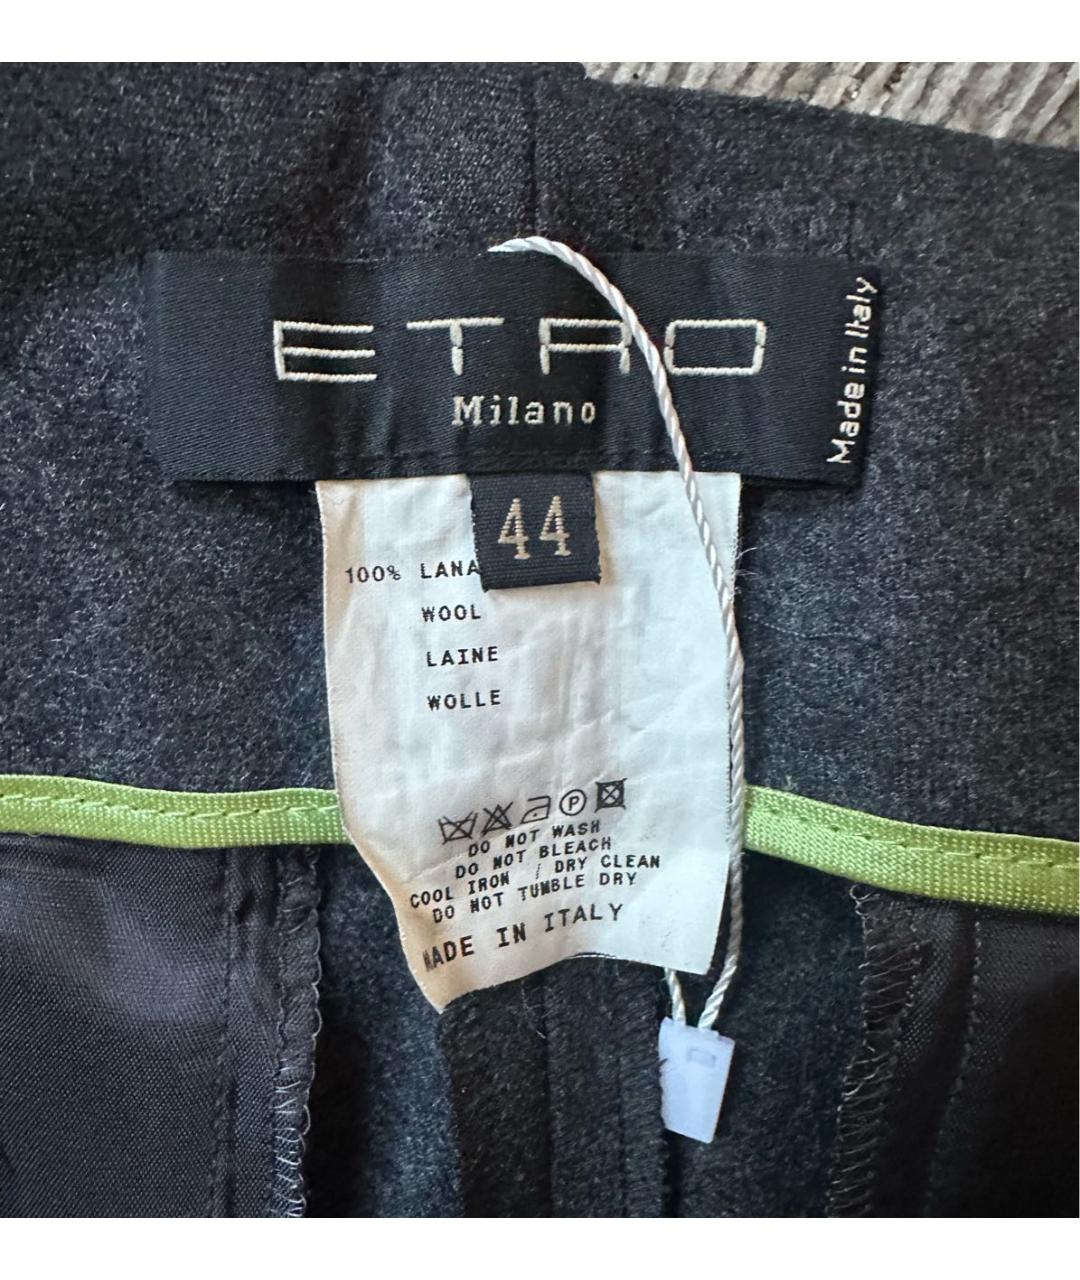 ETRO
Milano
Made in Italy
44
100% LANA
WOOL
LAINE
WOLLE
P
DO NOT WASH
DO NOT BLEACH
COOL IRON / DRY CLEAN
DO NOT TUMBLE DRY
MADE IN ITALY